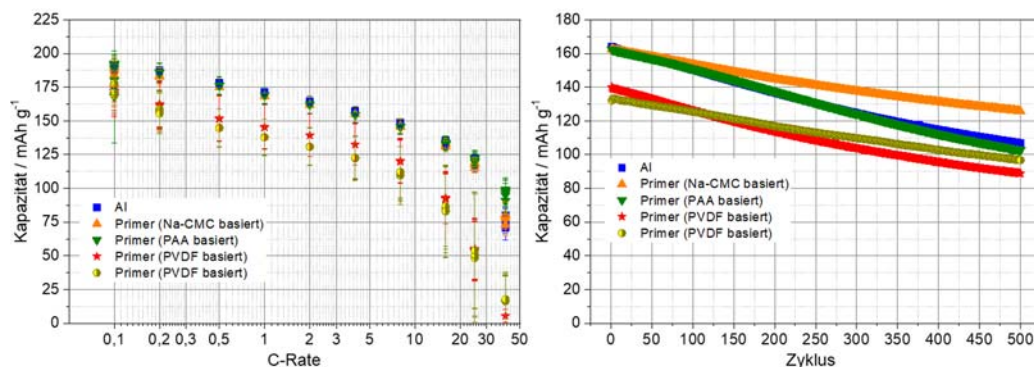 225
200
175
150
125
100
75
50
25
0
Kapazität / mAh g⁻¹
Al
Primer (Na-CMC basiert)
Primer (PAA basiert)
Primer (PVDF basiert)
Primer (PVDF basiert)
0,1 0,2 0,3 0,5 1 2 3 5 10 20 30 50
C-Rate
180
160
140
120
100
80
60
40
20
0
Kapazität / mAh g⁻¹
Al
Primer (Na-CMC basiert)
Primer (PAA basiert)
Primer (PVDF basiert)
Primer (PVDF basiert)
0 50 100 150 200 250 300 350 400 450 500
Zyklus